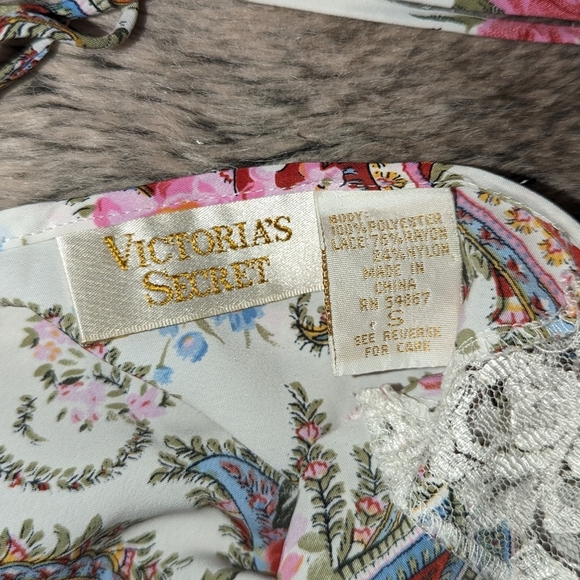 VICTORIA'S
SECRET
BODY:
100% POLYESTER
LACE: 76% RAYON
24% NYLON
MADE IN
CHINA
RN 54867
S
SEE REVERSE
FOR CARE